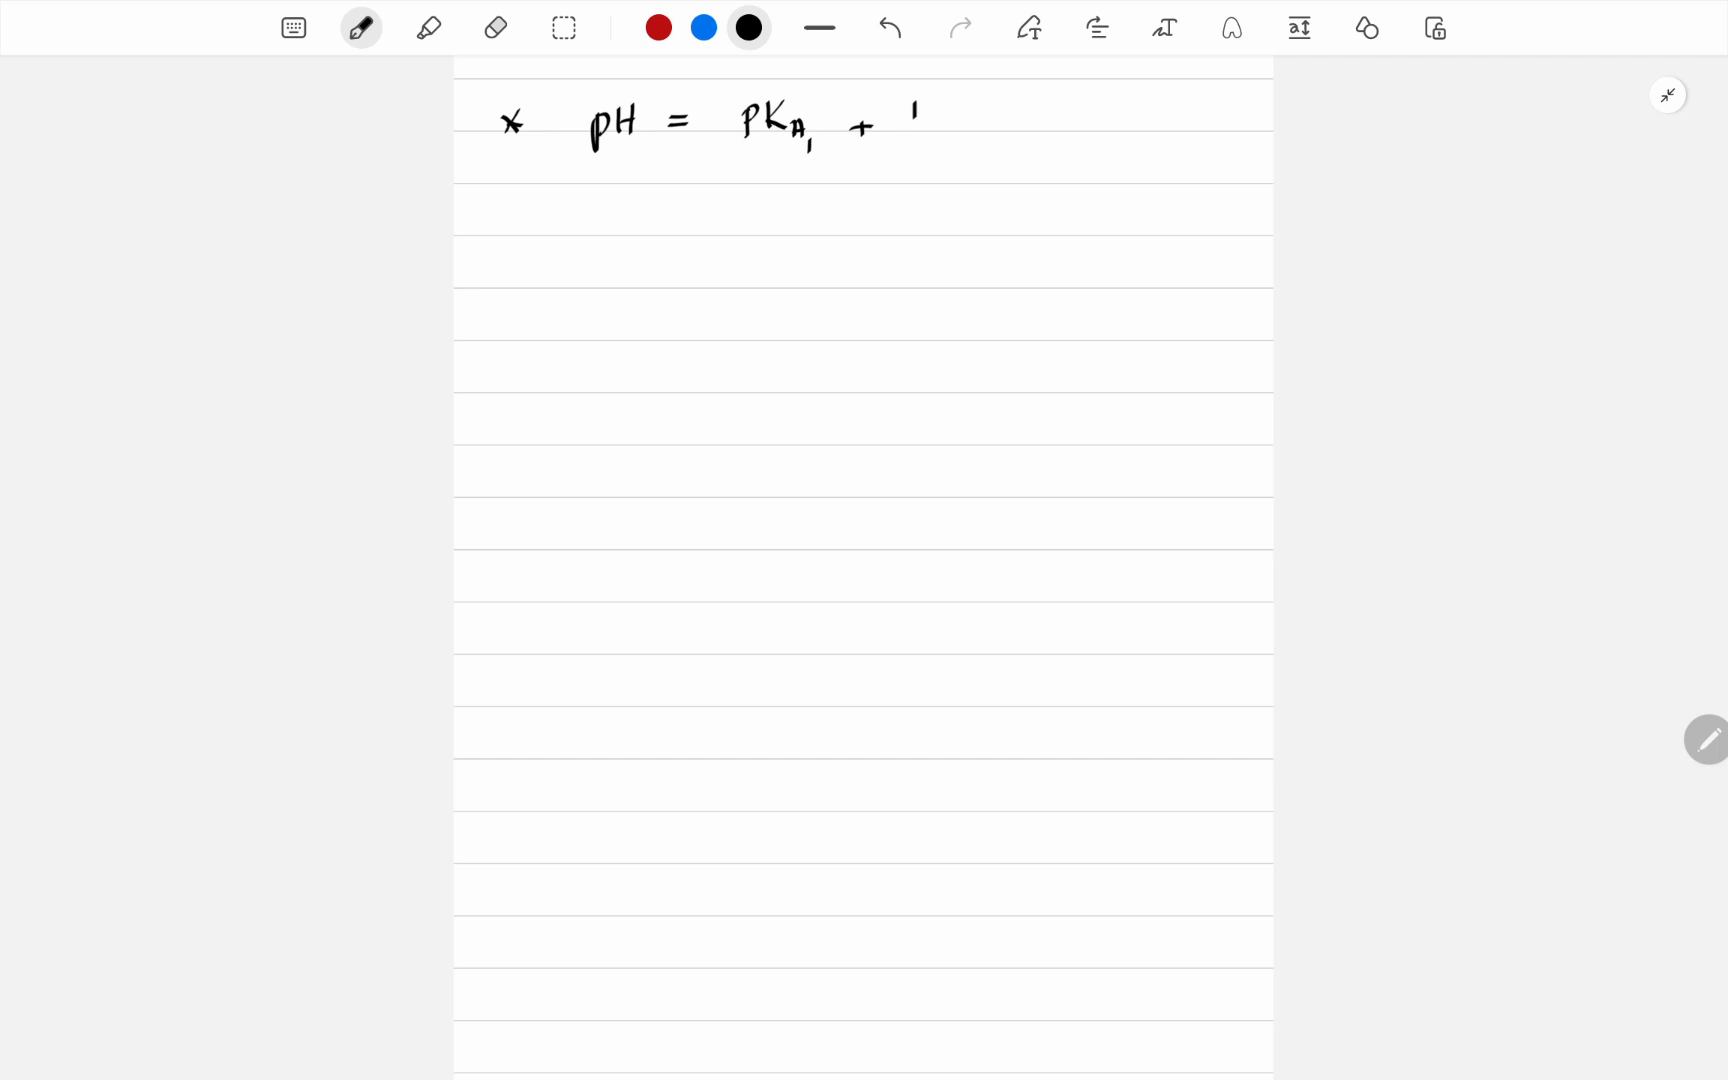 × pH = PKA₁ + '